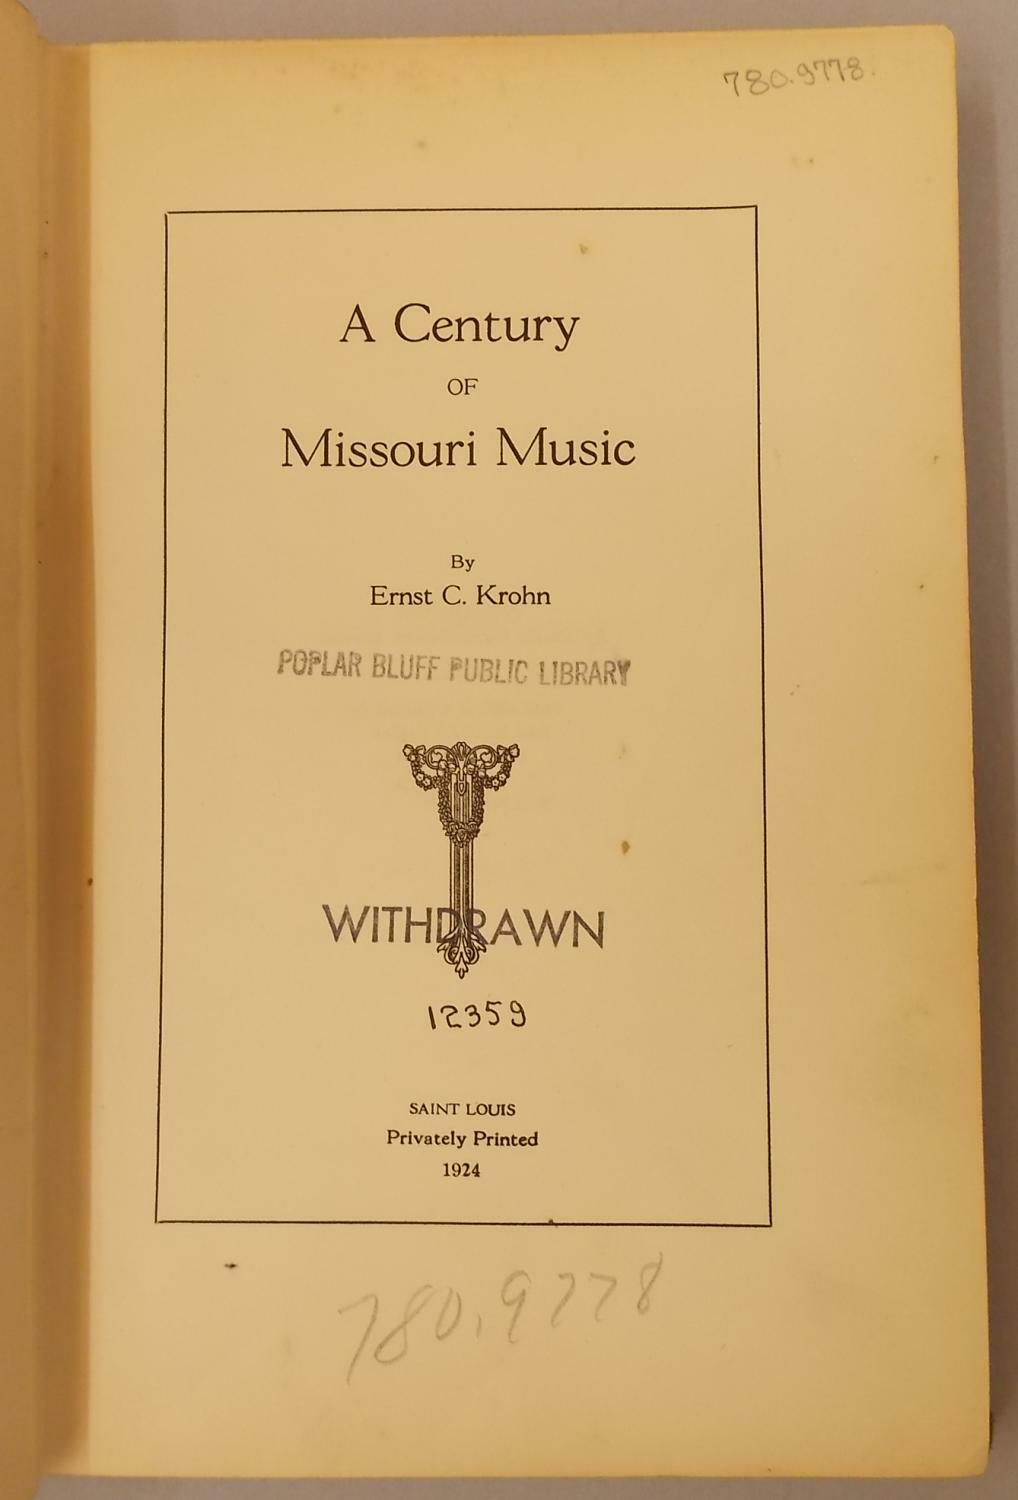 780.9778.
A Century
OF
Missouri Music
By
Ernst C. Krohn
POPLAR BLUFF PUBLIC LIBRARY
WITHDRAWN
12359
SAINT LOUIS
Privately Printed
1924
780.9778